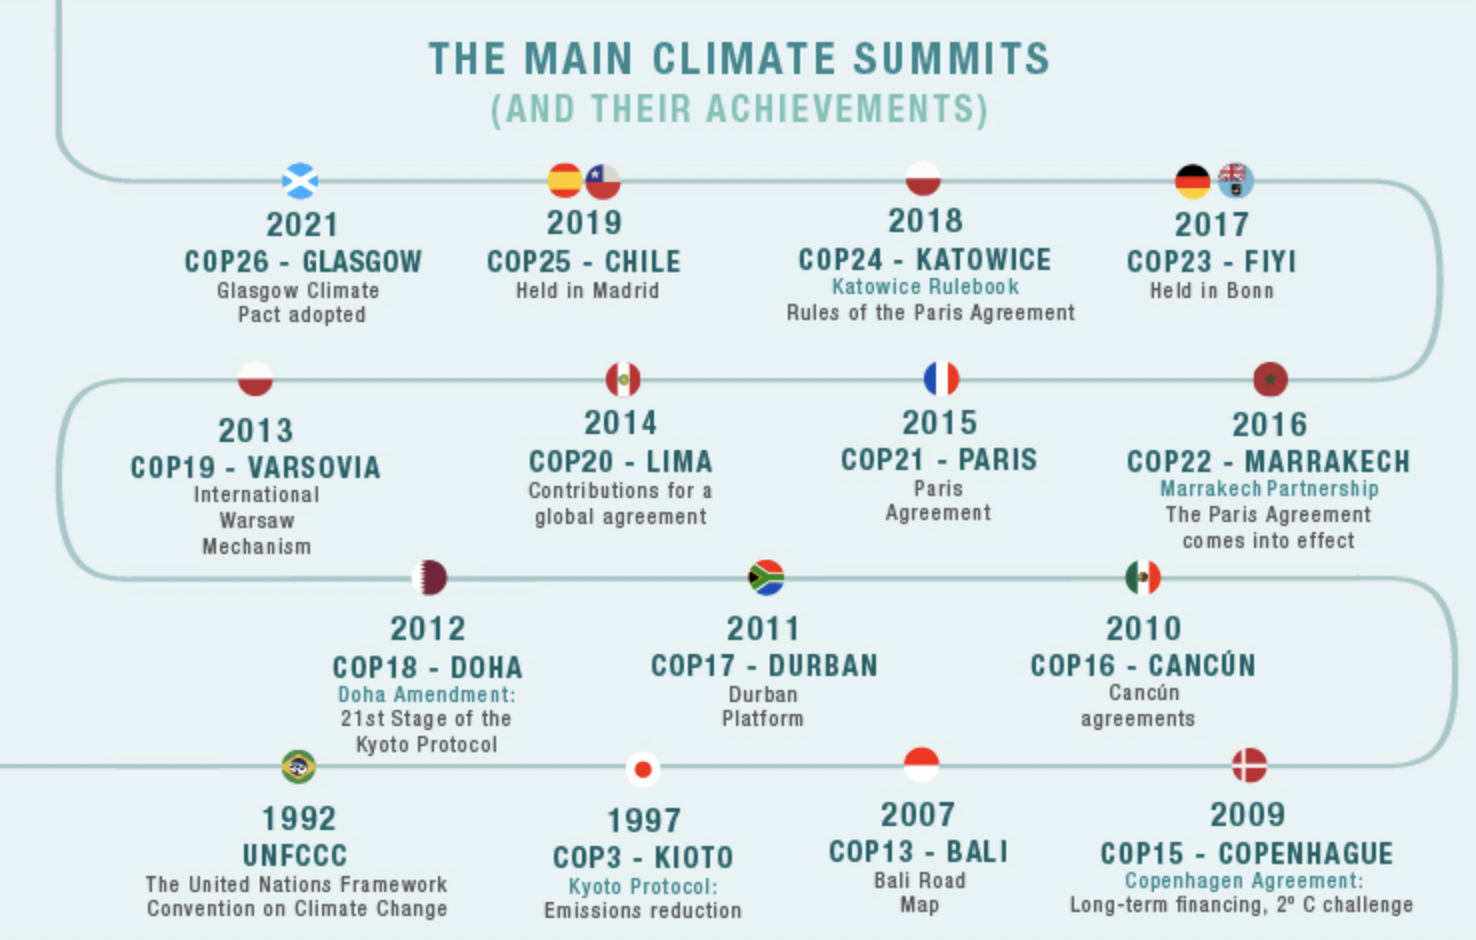 THE MAIN CLIMATE SUMMITS
(AND THEIR ACHIEVEMENTS)
2021
COP26 - GLASGOW
Glasgow Climate
Pact adopted
2019
COP25 - CHILE
Held in Madrid
2018
COP24 - KATOWICE
Katowice Rulebook
Rules of the Paris Agreement
2017
COP23 - FIYI
Held in Bonn
2013
COP19 - VARSOVIA
International
Warsaw
Mechanism
2014
COP20 - LIMA
Contributions for a
global agreement
2015
COP21 - PARIS
Paris
Agreement
2016
COP22 - MARRAKECH
Marrakech Partnership
The Paris Agreement
comes into effect
2012
COP18 - DOHA
Doha Amendment:
21st Stage of the
Kyoto Protocol
2011
COP17 - DURBAN
Durban
Platform
2010
COP16 - CANCÚN
Cancún
agreements
1992
UNFCCC
The United Nations Framework
Convention on Climate Change
1997
COP3 - KIOTO
Kyoto Protocol:
Emissions reduction
2007
COP13 - BALI
Bali Road
Map
2009
COP15 - COPENHAGUE
Copenhagen Agreement:
Long-term financing, 2º C challenge